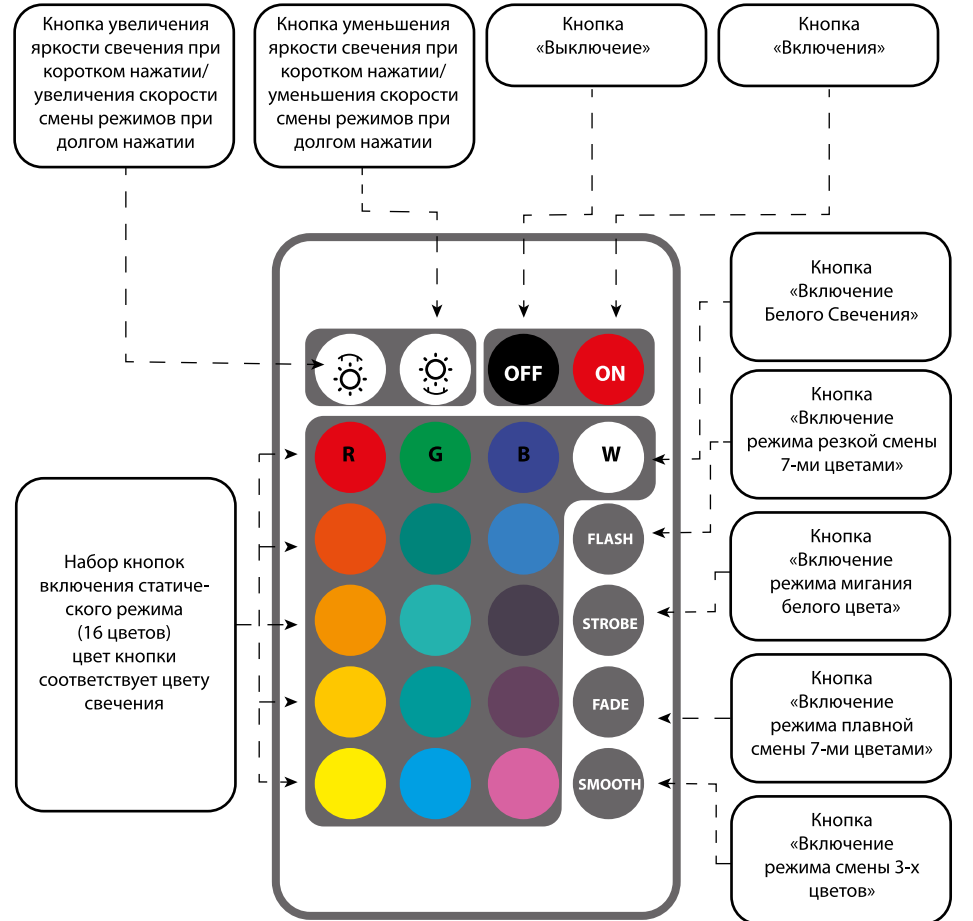 Кнопка увеличения
яркости свечения при
коротком нажатии/
увеличения скорости
смены режимов при
долгом нажатии
Кнопка уменьшения
яркости свечения при
коротком нажатии/
уменьшения скорости
смены режимов при
долгом нажатии
Кнопка
«Выключеие»
Кнопка
«Включения»
Кнопка
«Включение
Белого Свечения»
OFF
ON
Кнопка
«Включение
режима резкой смены
7-ми цветами»
R
G
B
W
Набор кнопок
включения статиче-
ского режима
(16 цветов)
цвет кнопки
соответствует цвету
свечения
FLASH
Кнопка
«Включение
режима мигания
белого цвета»
STROBE
Кнопка
«Включение
режима плавной
смены 7-ми цветами»
FADE
SMOOTH
Кнопка
«Включение
режима смены 3-х
цветов»